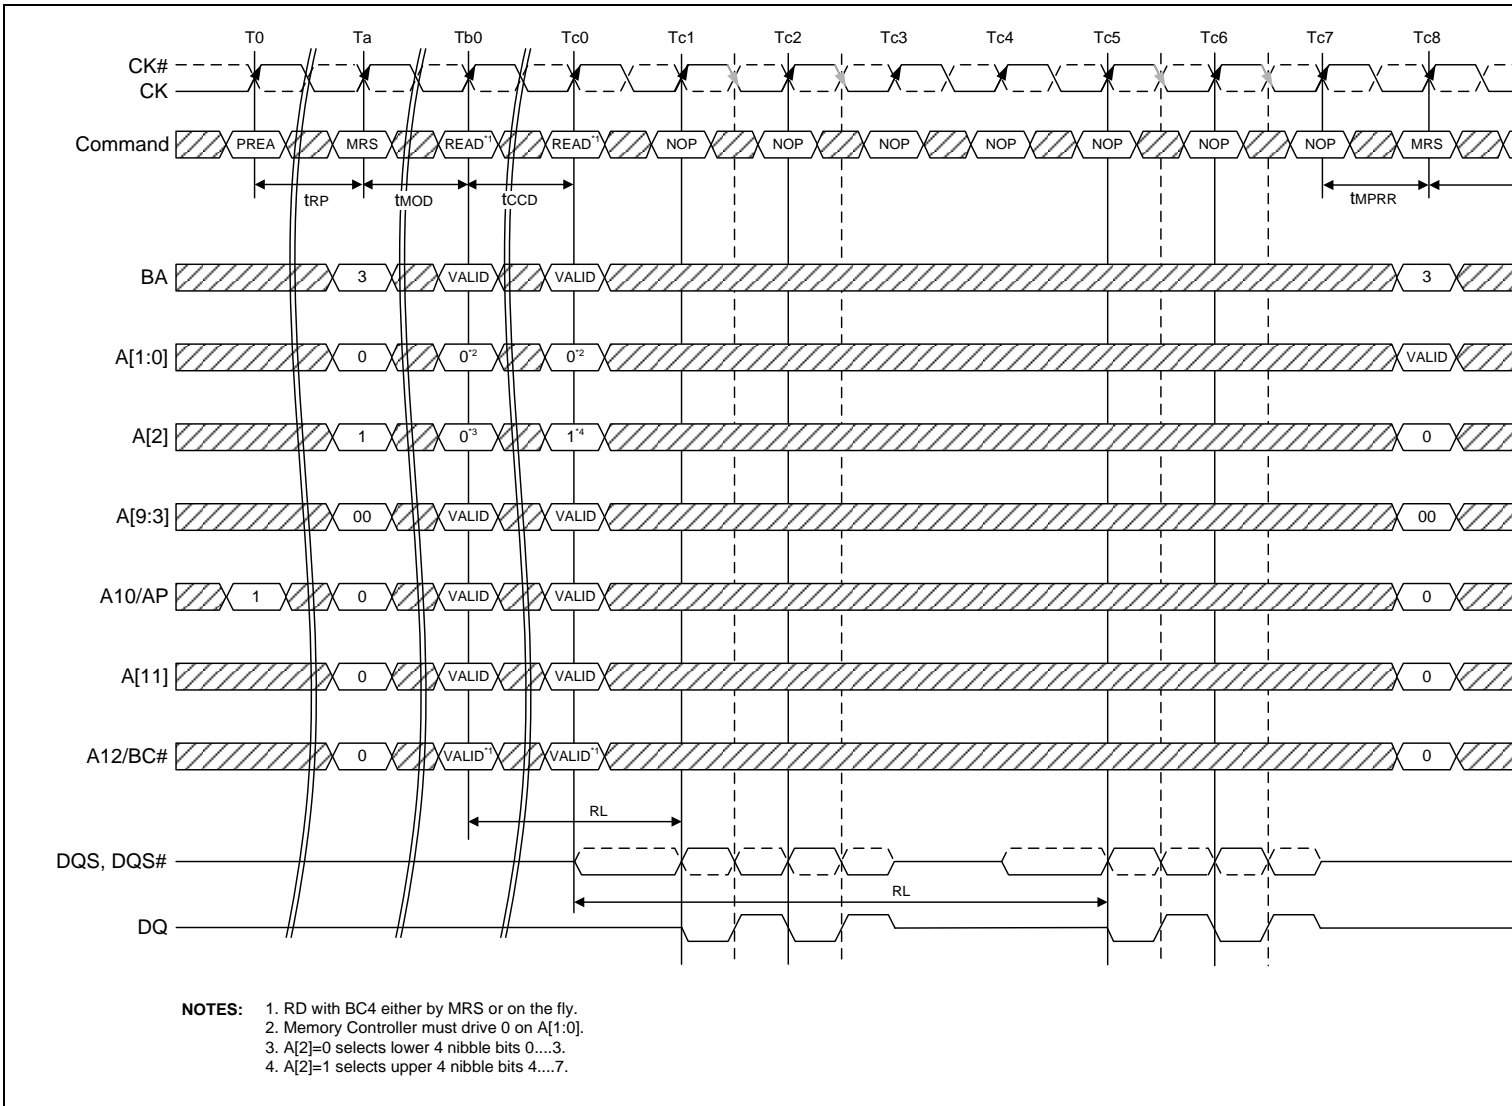 T0 Ta Tb0 Tc0 Tc1 Tc2 Tc3 Tc4 Tc5 Tc6 Tc7 Tc8
CK#
CK
Command PREA MRS READ*1 READ*1 NOP NOP NOP NOP NOP NOP NOP MRS
tRP tMOD tCCD tMPRR
BA 3 VALID VALID 3
A[1:0] 0 0*2 0*2 VALID
A[2] 1 0*3 1*4 0
A[9:3] 00 VALID VALID 00
A10/AP 1 0 VALID VALID 0
A[11] 0 VALID VALID 0
A12/BC# 0 VALID*1 VALID*1 0
RL
DQS, DQS#
RL
DQ
NOTES: 1. RD with BC4 either by MRS or on the fly.
2. Memory Controller must drive 0 on A[1:0].
3. A[2]=0 selects lower 4 nibble bits 0....3.
4. A[2]=1 selects upper 4 nibble bits 4....7.